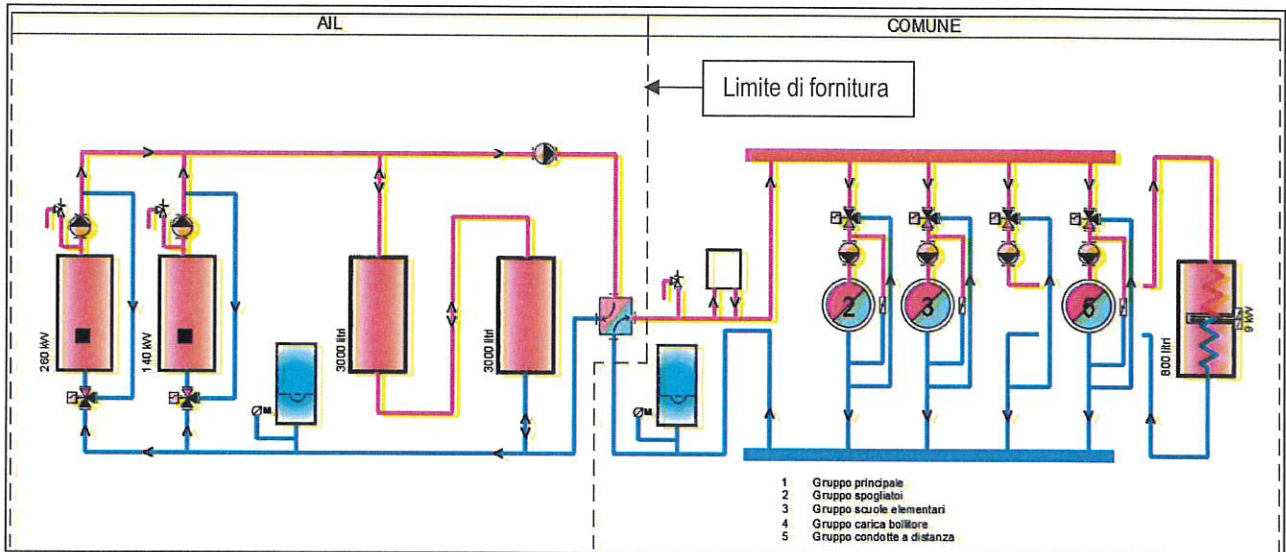 AIL
COMUNE
Limite di fornitura
260 kW
140 kW
3000 litri
3000 litri
M
M
2
3
5
800 litri
9 kW
1 Gruppo principale
2 Gruppo spogliatoi
3 Gruppo scuole elementari
4 Gruppo carica bollitore
5 Gruppo condotte a distanza